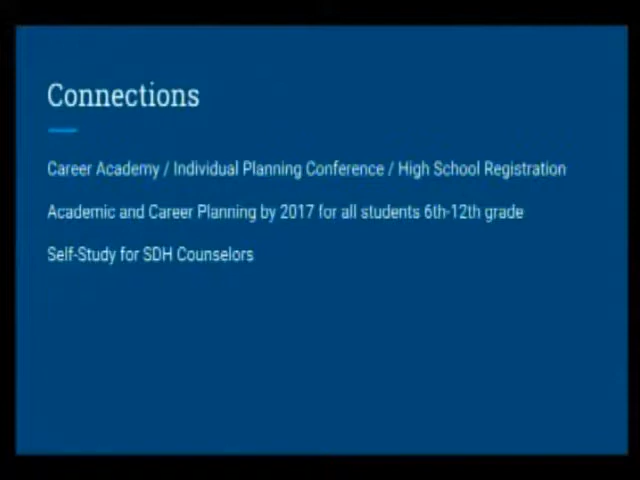 Connections
Career Academy / Individual Planning Conference / High School Registration
Academic and Career Planning by 2017 for all students 6th-12th grade
Self-Study for SDH Counselors